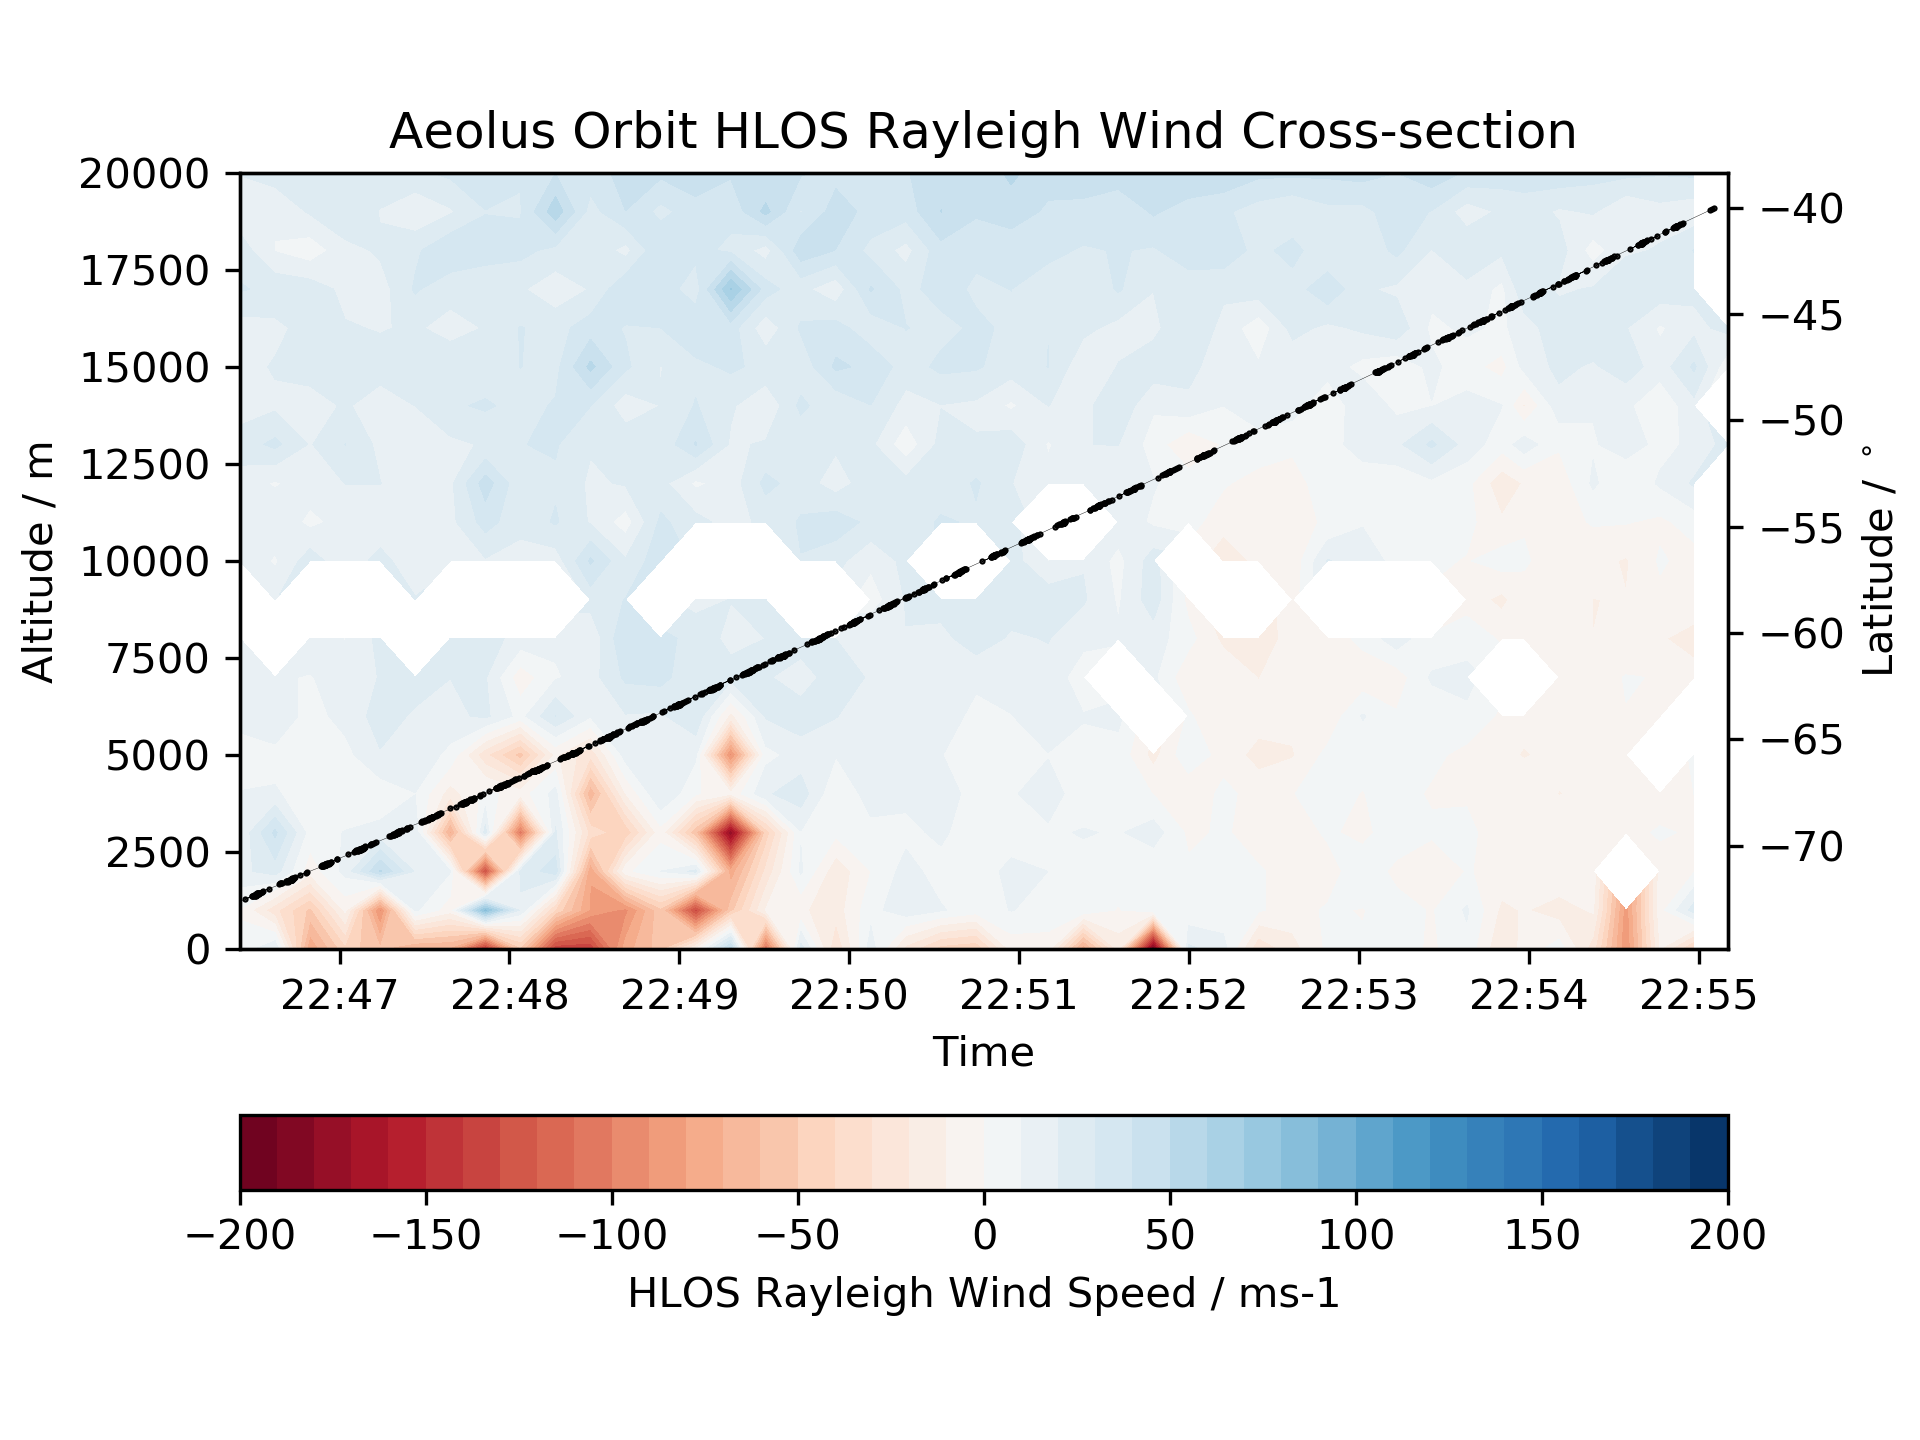 Aeolus Orbit HLOS Rayleigh Wind Cross-section
20000
17500
15000
12500
10000
7500
5000
2500
0
Altitude / m
−40
−45
−50
−55
−60
−65
−70
Latitude / °
22:47 22:48 22:49 22:50 22:51 22:52 22:53 22:54 22:55
Time
−200 −150 −100 −50 0 50 100 150 200
HLOS Rayleigh Wind Speed / ms-1